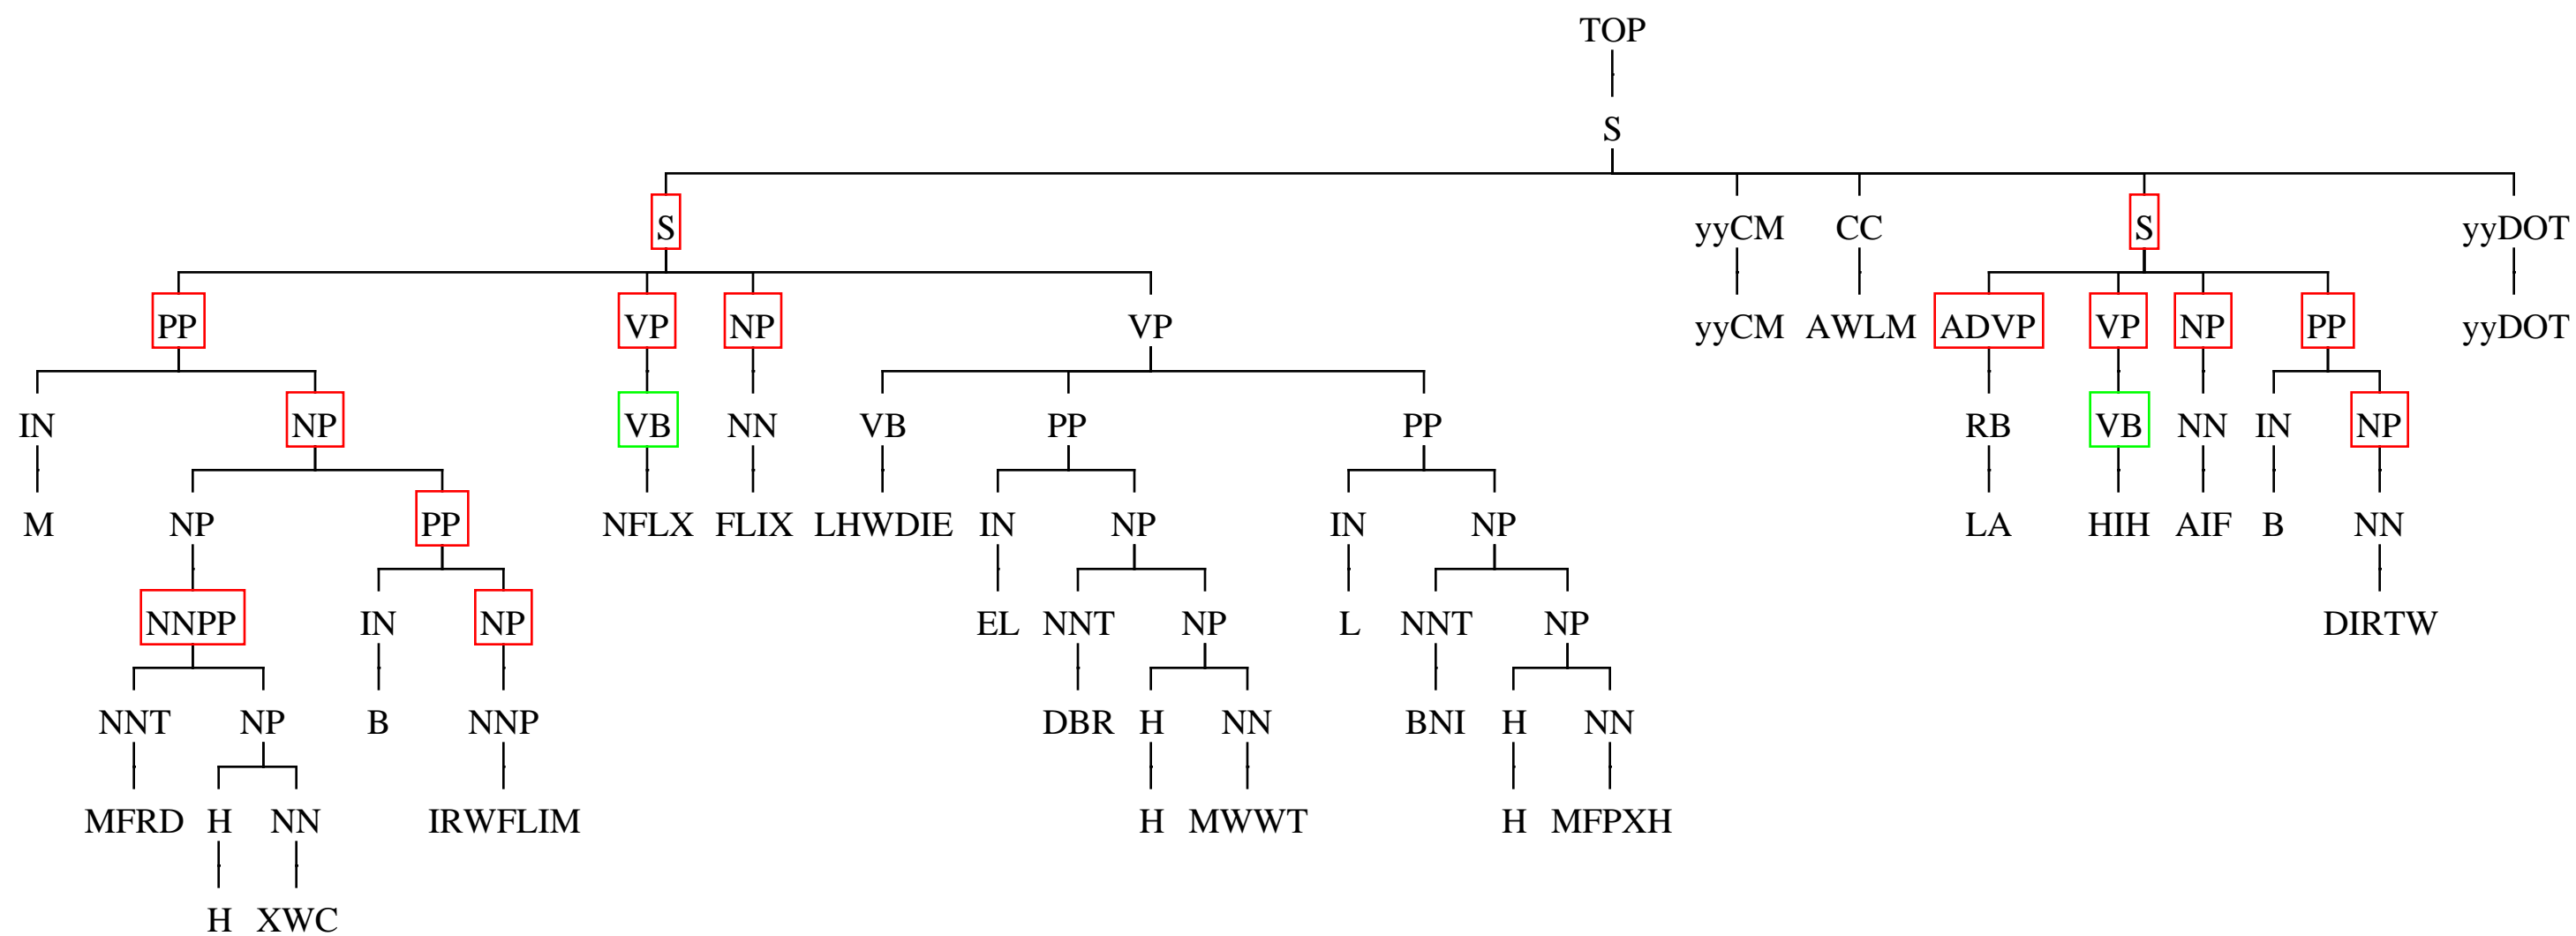 TOP
S
S yyCM CC S yyDOT
PP VP NP VP yyCM AWLM ADVP VP NP PP yyDOT
IN NP VB NN VB PP PP RB VB NN IN NP
M NP PP NFLX FLIX LHWDIE IN NP IN NP LA HIH AIF B NN
NNPP IN NP EL NNT NP L NNT NP DIRTW
NNT NP B NNP DBR H NN BNI H NN
MFRD H NN IRWFLIM H MWWT H MFPXH
H XWC